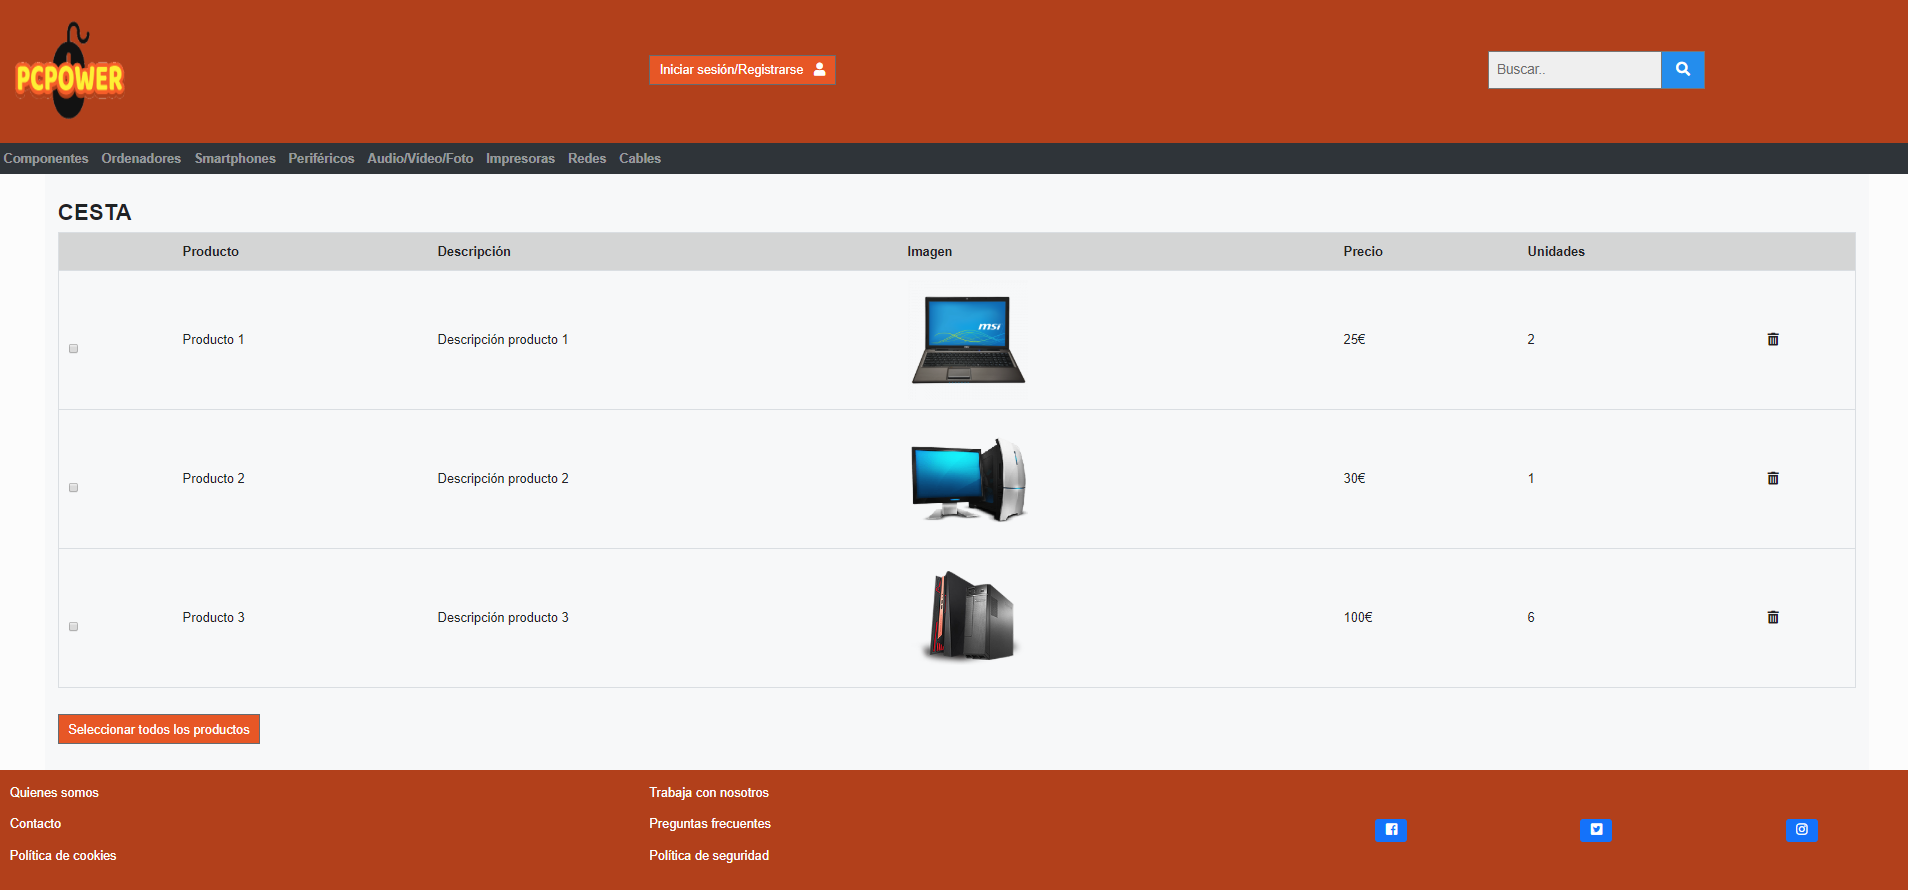 PCPOWER
Iniciar sesión/Registrarse
Buscar..
Componentes Ordenadores Smartphones Periféricos Audio/Video/Foto Impresoras Redes Cables
CESTA
Producto Descripción Imagen Precio Unidades
msi
Producto 1 Descripción producto 1 25€ 2
Producto 2 Descripción producto 2 30€ 1
Producto 3 Descripción producto 3 100€ 6
Seleccionar todos los productos
Quienes somos Trabaja con nosotros
Contacto Preguntas frecuentes
Política de cookies Política de seguridad